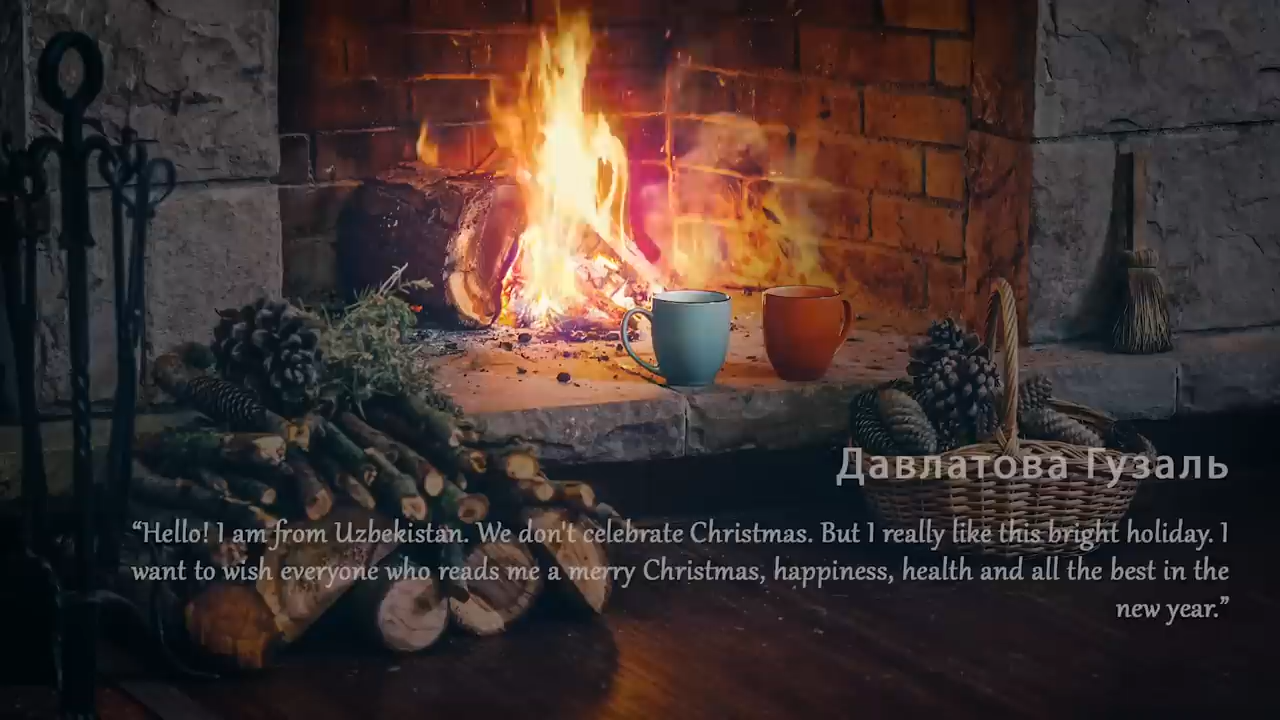 Давлатова Гузаль
“Hello! I am from Uzbekistan. We don't celebrate Christmas. But I really like this bright holiday. I
want to wish everyone who reads me a merry Christmas, happiness, health and all the best in the
new year.”